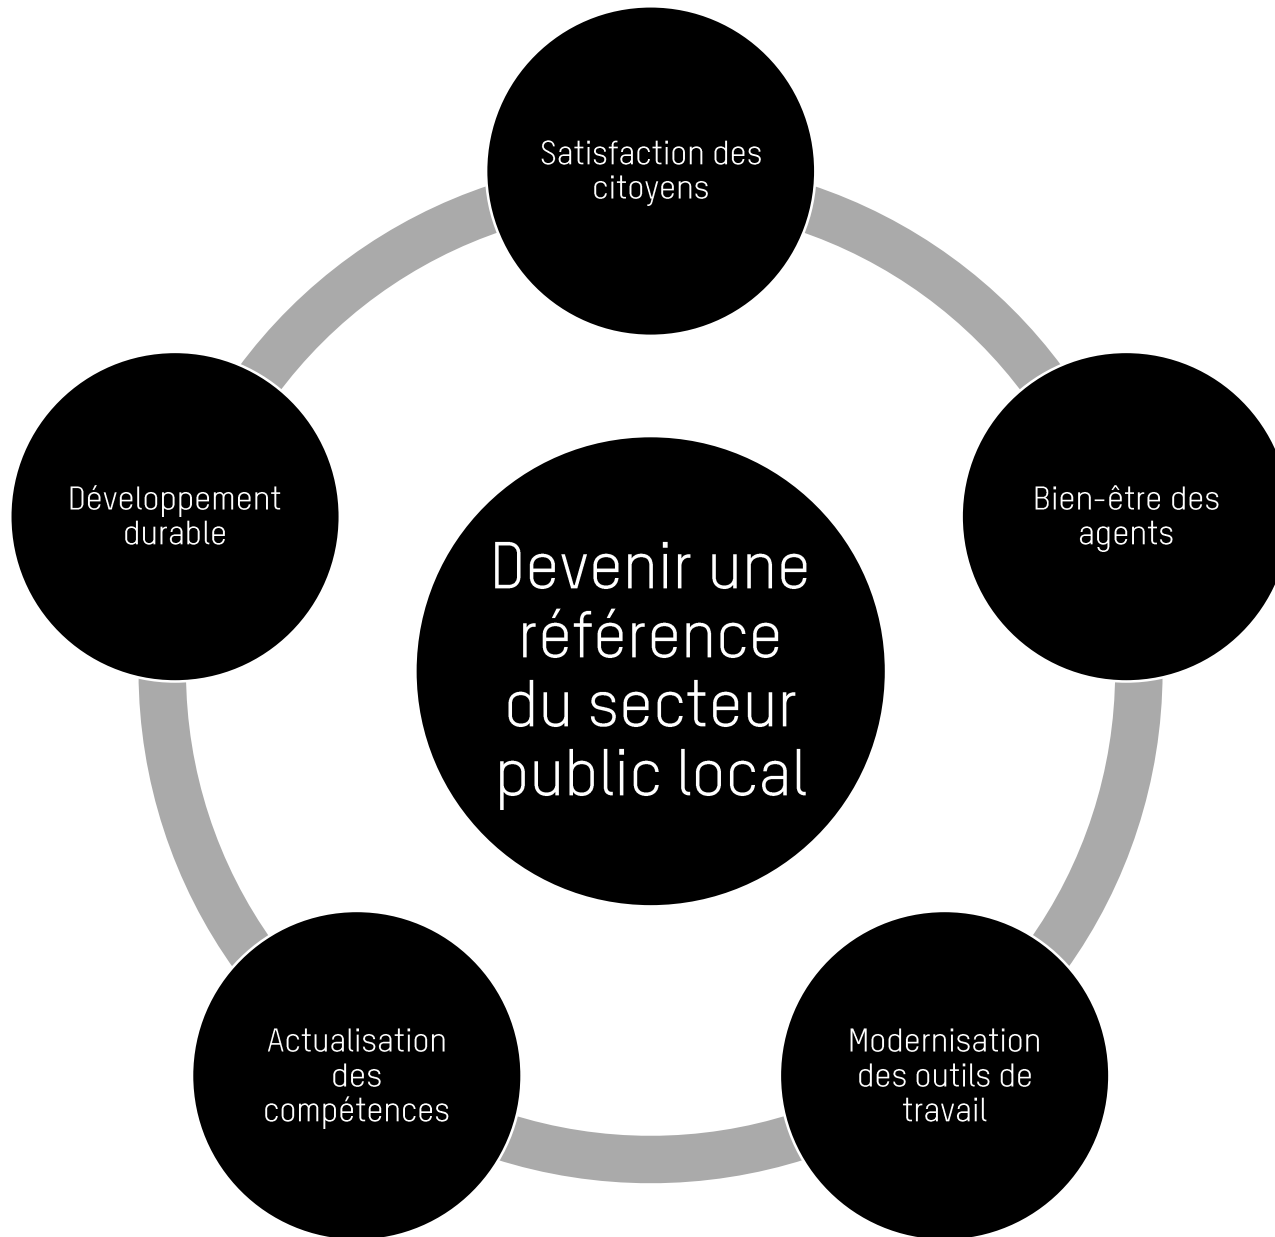 Satisfaction des
citoyens
Bien-être des
agents
Modernisation
des outils de
travail
Actualisation
des
compétences
Développement
durable
Devenir une
référence
du secteur
public local